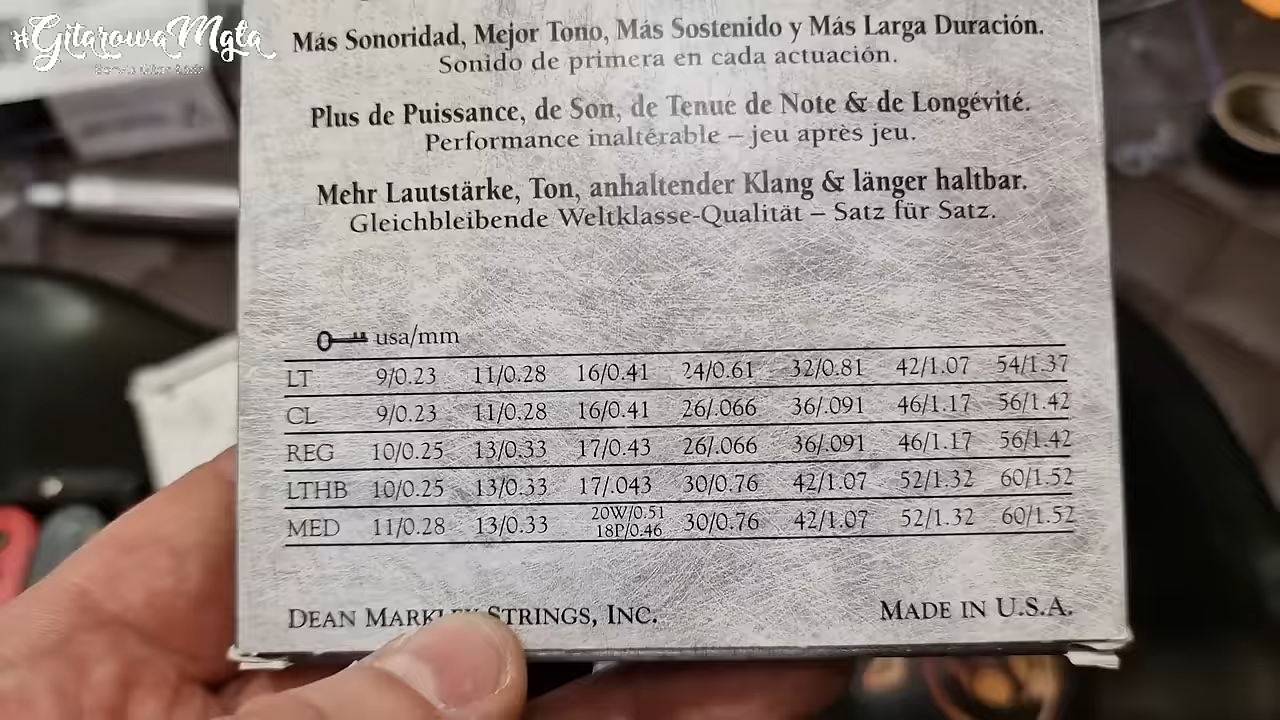 #GitarowaMgła
Más Sonoridad, Mejor Tono, Más Sostenido y Más Larga Duración.
Sonido de primera en cada actuación.
Plus de Puissance, de Son, de Tenue de Note & de Longévité.
Performance inaltérable – jeu après jeu.
Mehr Lautstärke, Ton, anhaltender Klang & länger haltbar.
Gleichbleibende Weltklasse-Qualität – Satz für Satz.
usa/mm
LT 9/0.23 11/0.28 16/0.41 24/0.61 32/0.81 42/1.07 54/1.37
CL 9/0.23 11/0.28 16/0.41 26/.066 36/.091 46/1.17 56/1.42
REG 10/0.25 13/0.33 17/0.43 26/.066 36/.091 46/1.17 56/1.42
LTHB 10/0.25 13/0.33 17/.043 30/0.76 42/1.07 52/1.32 60/1.52
MED 11/0.28 13/0.33 20W/0.51 18P/0.46 30/0.76 42/1.07 52/1.32 60/1.52
DEAN STRINGS, INC. MADE IN U.S.A.